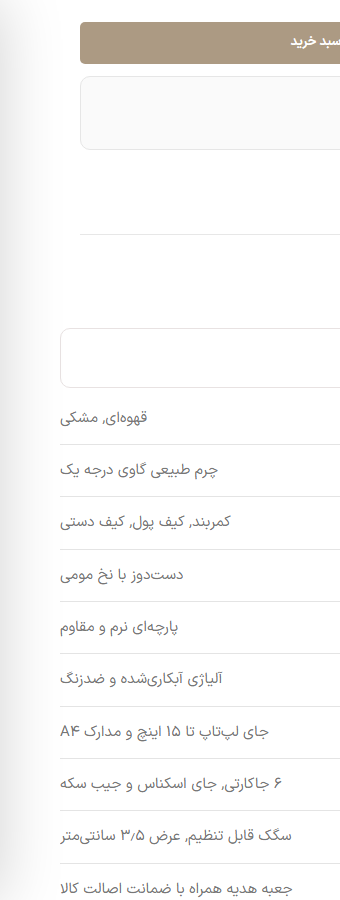 سبد خرید
قهوه‌ای, مشکی
چرم طبیعی گاوی درجه یک
کمربند, کیف پول, کیف دستی
دست‌دوز با نخ مومی
پارچه‌ای نرم و مقاوم
آلیاژی آبکاری‌شده و ضدزنگ
جای لپ‌تاپ تا ۱۵ اینچ و مدارک A۴
۶ جاکارتی, جای اسکناس و جیب سکه
سگک قابل تنظیم, عرض ۳٫۵ سانتی‌متر
جعبه هدیه همراه با ضمانت اصالت کالا